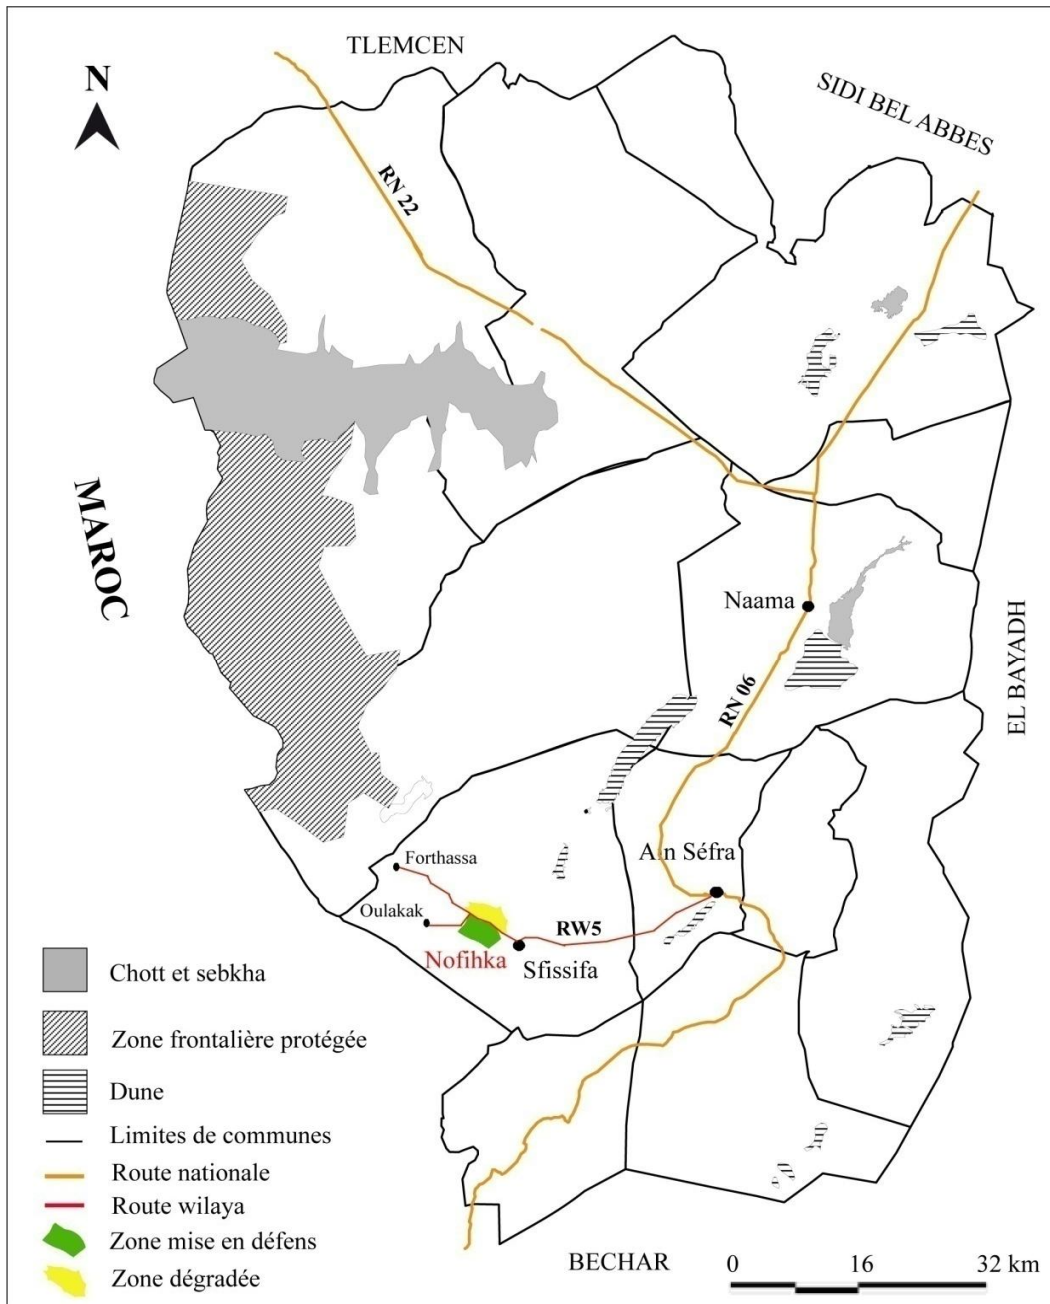 TLEMCEN
N
SIDI BEL ABBES
RN 22
MAROC
Naama
EL BAYADH
RN 06
Ain Séfra
Forthassa
Oulakak
RW5
Nofihka
Sfissifa
Chott et sebkha
Zone frontalière protégée
Dune
Limites de communes
Route nationale
Route wilaya
Zone mise en défens
Zone dégradée
BECHAR
0 16 32 km